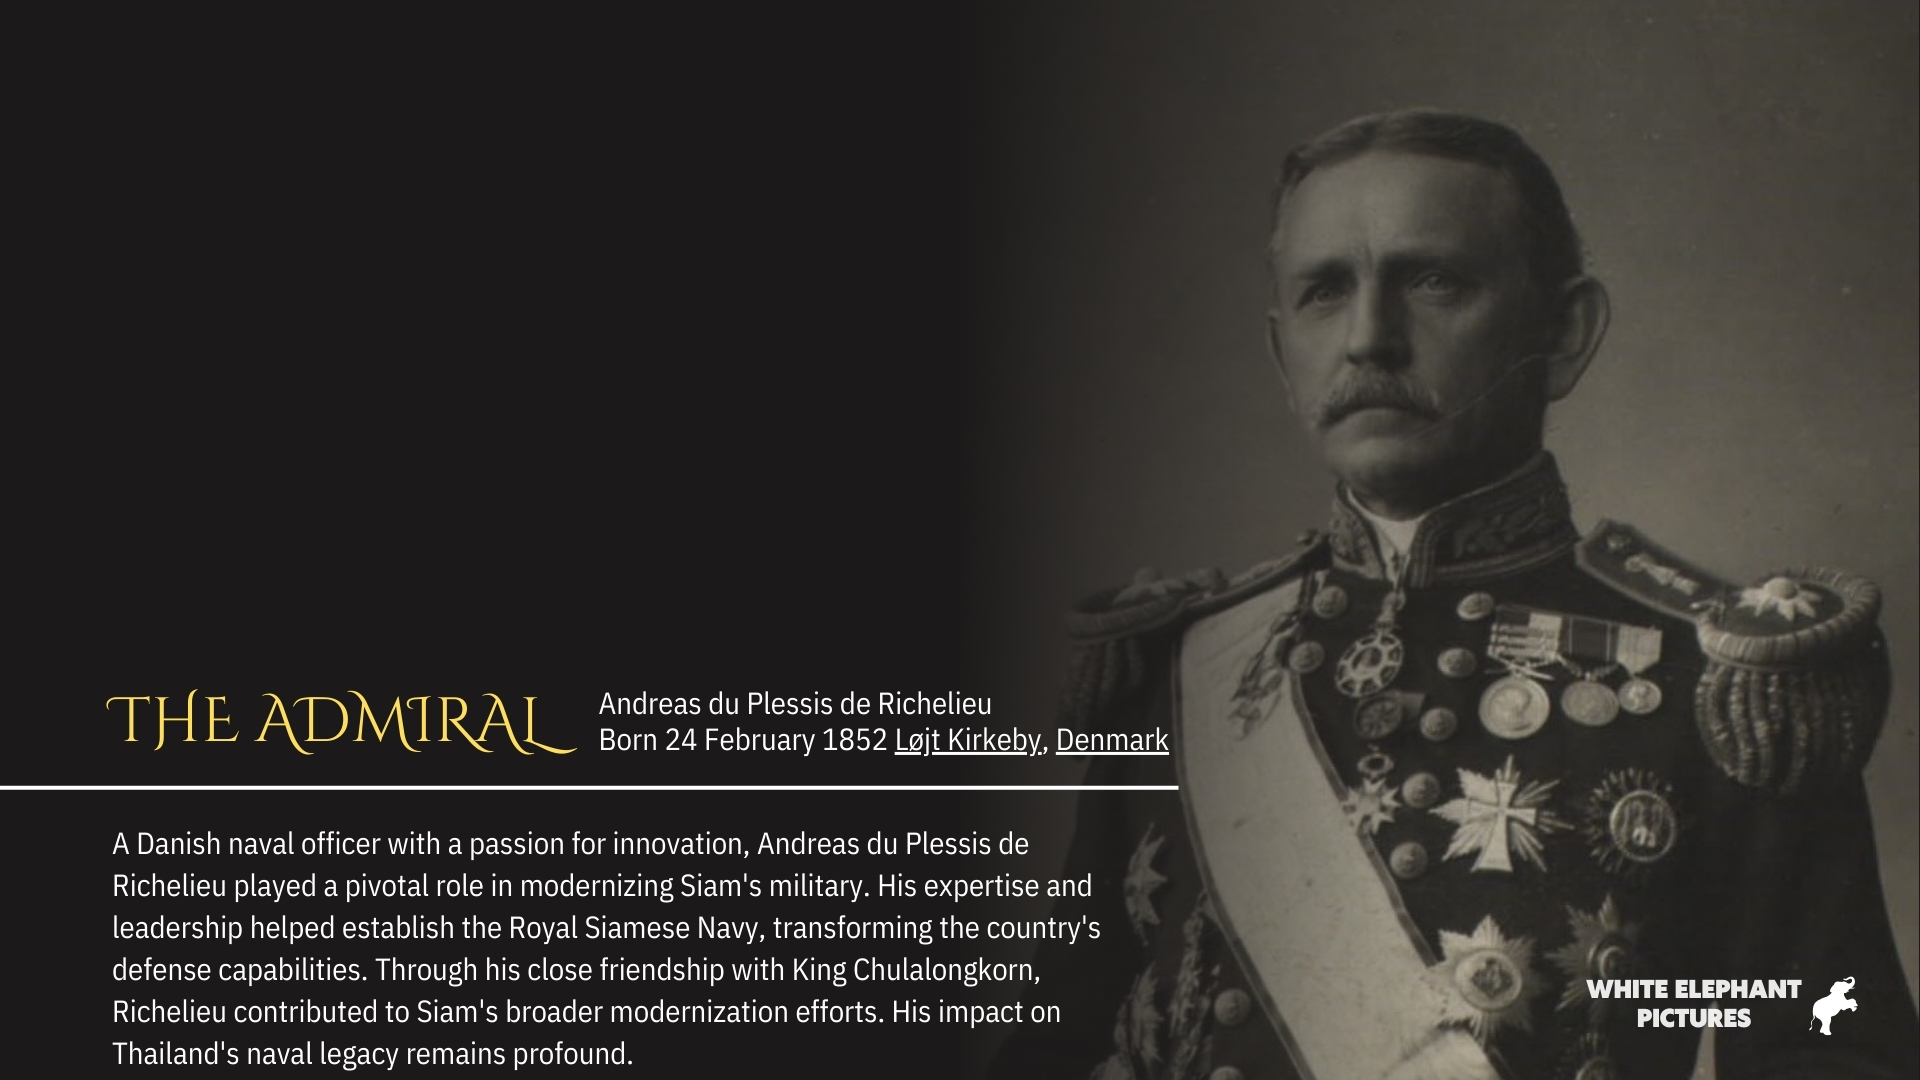 THE ADMIRAL
Andreas du Plessis de Richelieu
Born 24 February 1852 Løjt Kirkeby, Denmark
A Danish naval officer with a passion for innovation, Andreas du Plessis de
Richelieu played a pivotal role in modernizing Siam's military. His expertise and
leadership helped establish the Royal Siamese Navy, transforming the country's
defense capabilities. Through his close friendship with King Chulalongkorn,
Richelieu contributed to Siam's broader modernization efforts. His impact on
Thailand's naval legacy remains profound.
WHITE ELEPHANT
PICTURES